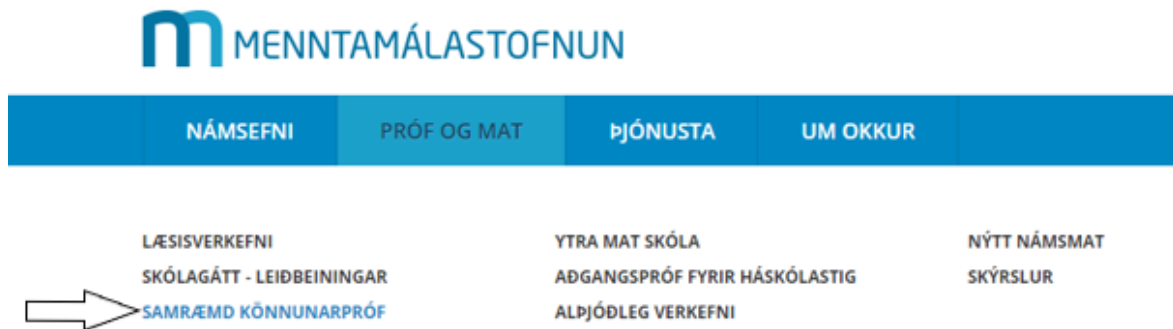 MENNTAMÁLASTOFNUN
NÁMSEFNI PRÓF OG MAT ÞJÓNUSTA UM OKKUR
LÆSISVERKEFNI YTRA MAT SKÓLA NÝTT NÁMSMAT
SKÓLAGÁTT - LEIÐBEININGAR AÐGANGSPRÓF FYRIR HÁSKÓLASTIG SKÝRSLUR
SAMRÆMD KÖNNUNARPRÓF ALÞJÓÐLEG VERKEFNI